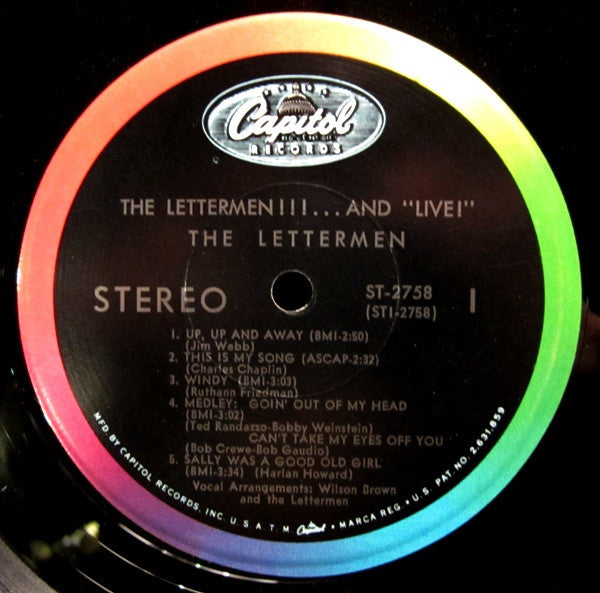 Capitol
RECORDS
THE LETTERMEN!!!...AND "LIVE!"
THE LETTERMEN
STEREO
ST-2758
(ST1-2758)
1
1. UP, UP AND AWAY (BMI-2:50)
(Jim Webb)
2. THIS IS MY SONG (ASCAP-2:32)
(Charles Chaplin)
3. WINDY (BMI-3:03)
(Ruthann Friedman)
4. MEDLEY: GOIN' OUT OF MY HEAD
(BMI-3:02)
Ted Randazzo-Bobby Weinstein)
CAN'T TAKE MY EYES OFF YOU
(Bob Crewe-Bob Gaudio)
5. SALLY WAS A GOOD OLD GIRL
(BMI-3:34) (Harlan Howard)
Vocal Arrangements: Wilson Brown
and the Lettermen
MFD. BY CAPITOL RECORDS, INC. U.S.A. T.M. Capitol MARCA REG. • U.S. PAT. NO. 2,631,859